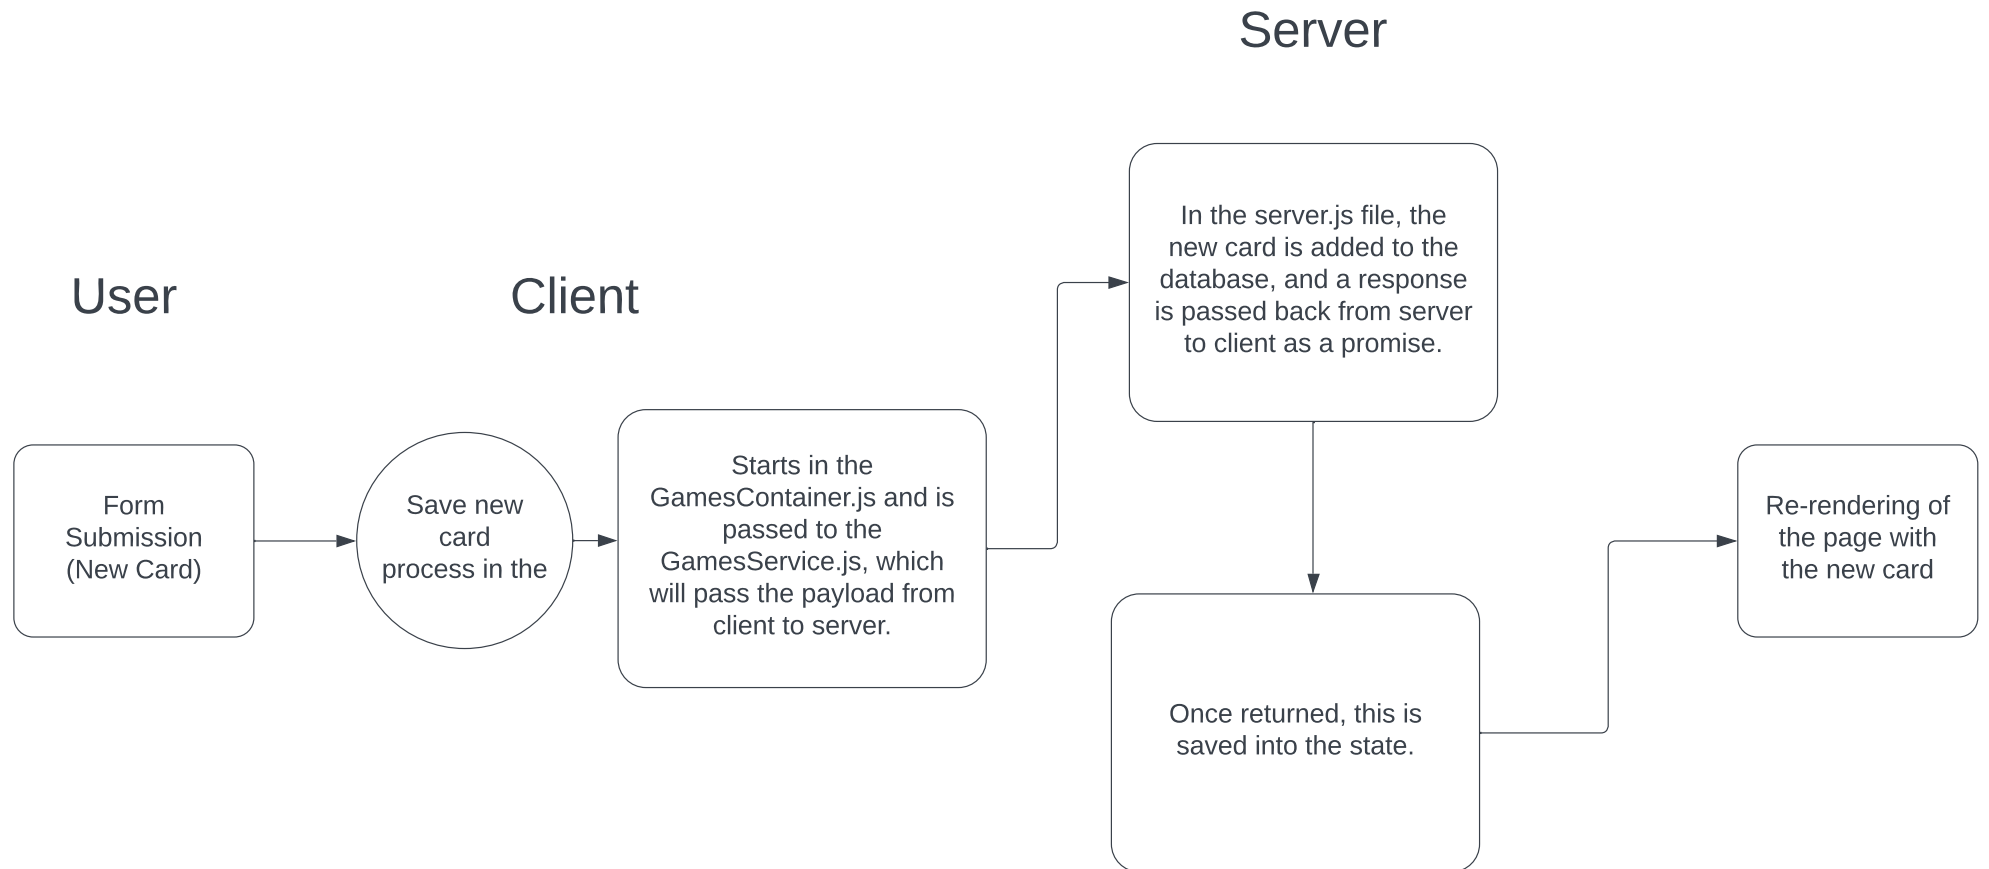 Server
User
Client
Form
Submission
(New Card)
Save new
card
process in the
Starts in the
GamesContainer.js and is
passed to the
GamesService.js, which
will pass the payload from
client to server.
In the server.js file, the
new card is added to the
database, and a response
is passed back from server
to client as a promise.
Once returned, this is
saved into the state.
Re-rendering of
the page with
the new card